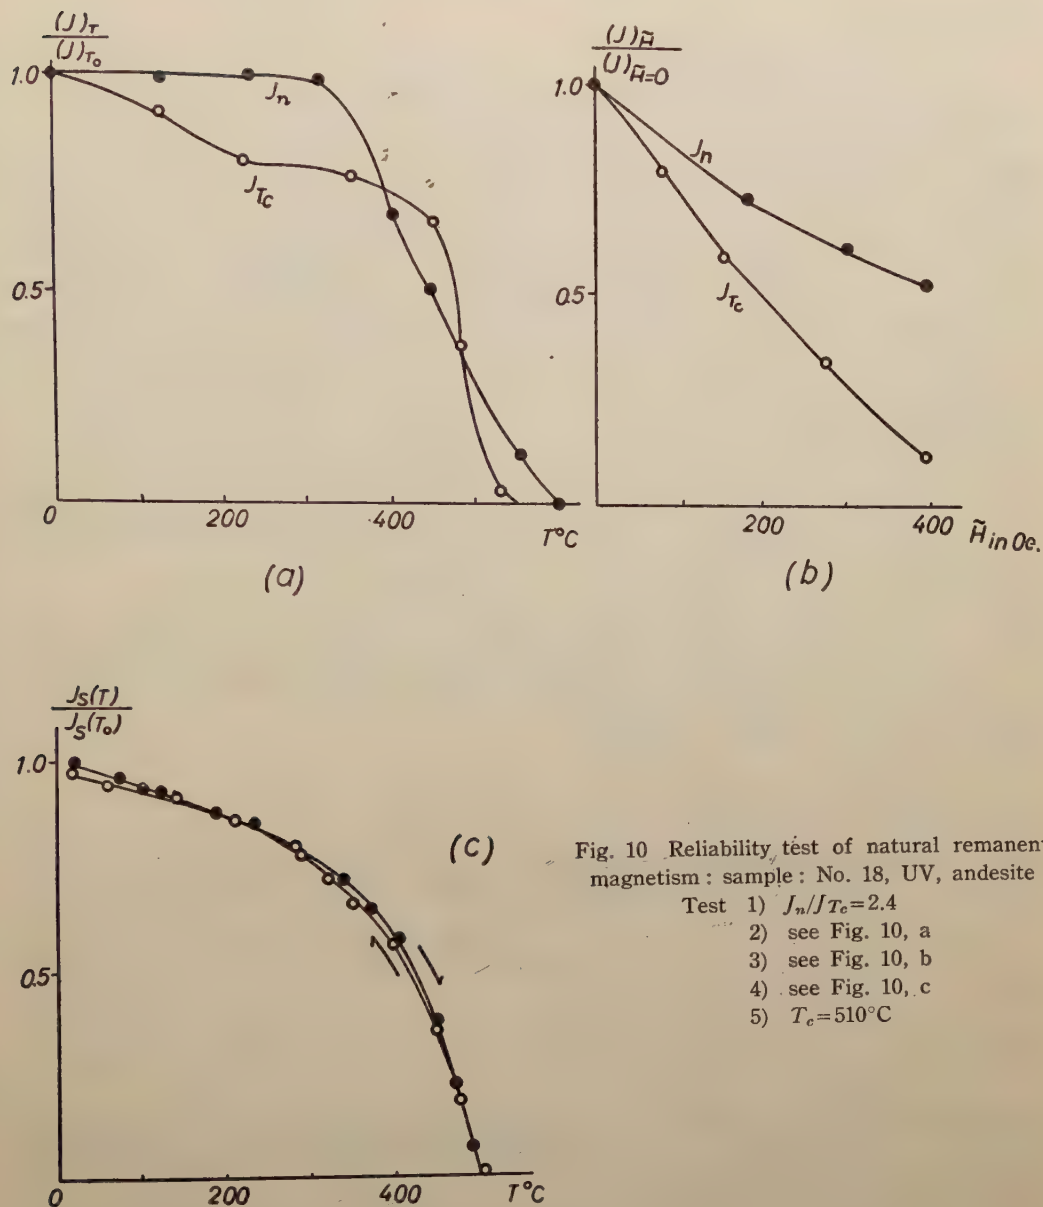 (J)T
(J)T₀
1.0
0.5
Jn
JTc
0
200
400
T°C
(a)
(J)H̃
(J)H̃=0
1.0
0.5
Jn
JTc
200
400
H̃ in Oe.
(b)
JS(T)
JS(T₀)
1.0
0.5
(c)
0
200
400
T°C
Fig. 10 Reliability test of natural remanent
magnetism : sample : No. 18, UV, andesite
Test 1) Jn/JTc=2.4
2) see Fig. 10, a
3) see Fig. 10, b
4) see Fig. 10, c
5) Tc=510°C